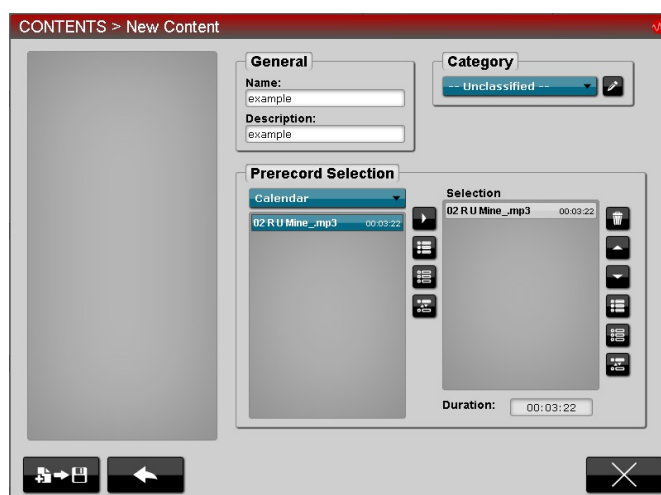 CONTENTS > New Content
General
Name:
example
Description:
example
Category
-- Unclassified --
Prerecord Selection
Calendar
02 R U Mine_.mp3 00:03:22
Selection
02 R U Mine_.mp3 00:03:22
Duration: 00:03:22